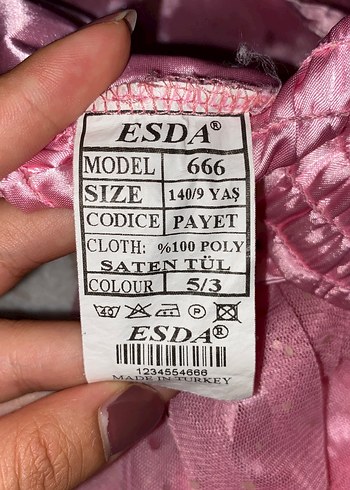 ESDA®
MODEL 666
SIZE 140/9 YAŞ
CODICE PAYET
CLOTH: %100 POLY
SATEN TÜL
COLOUR 5/3
40 P
ESDA®
1234554666
MADE IN TURKEY